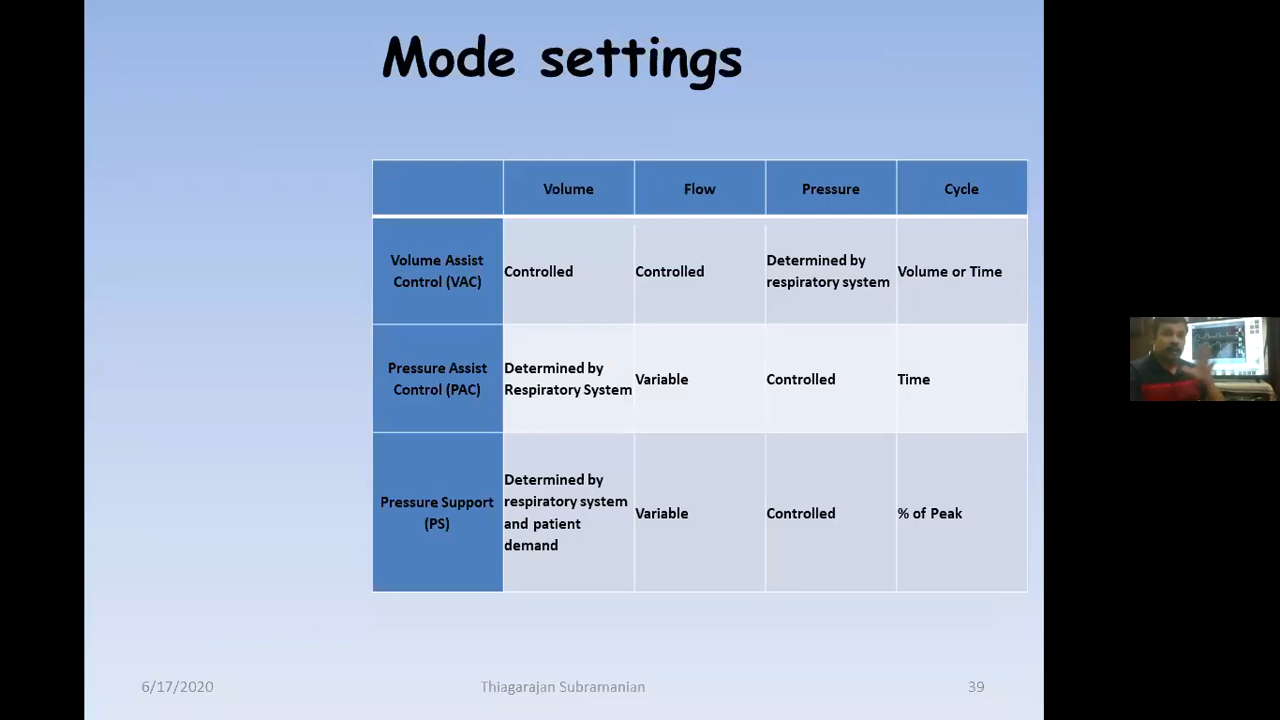 Mode settings
Volume
Flow
Pressure
Cycle
Volume Assist
Control (VAC)
Controlled
Controlled
Determined by
respiratory system
Volume or Time
Pressure Assist
Control (PAC)
Determined by
Respiratory System
Variable
Controlled
Time
Pressure Support
(PS)
Determined by
respiratory system
and patient
demand
Variable
Controlled
% of Peak
6/17/2020
Thiagarajan Subramanian
39